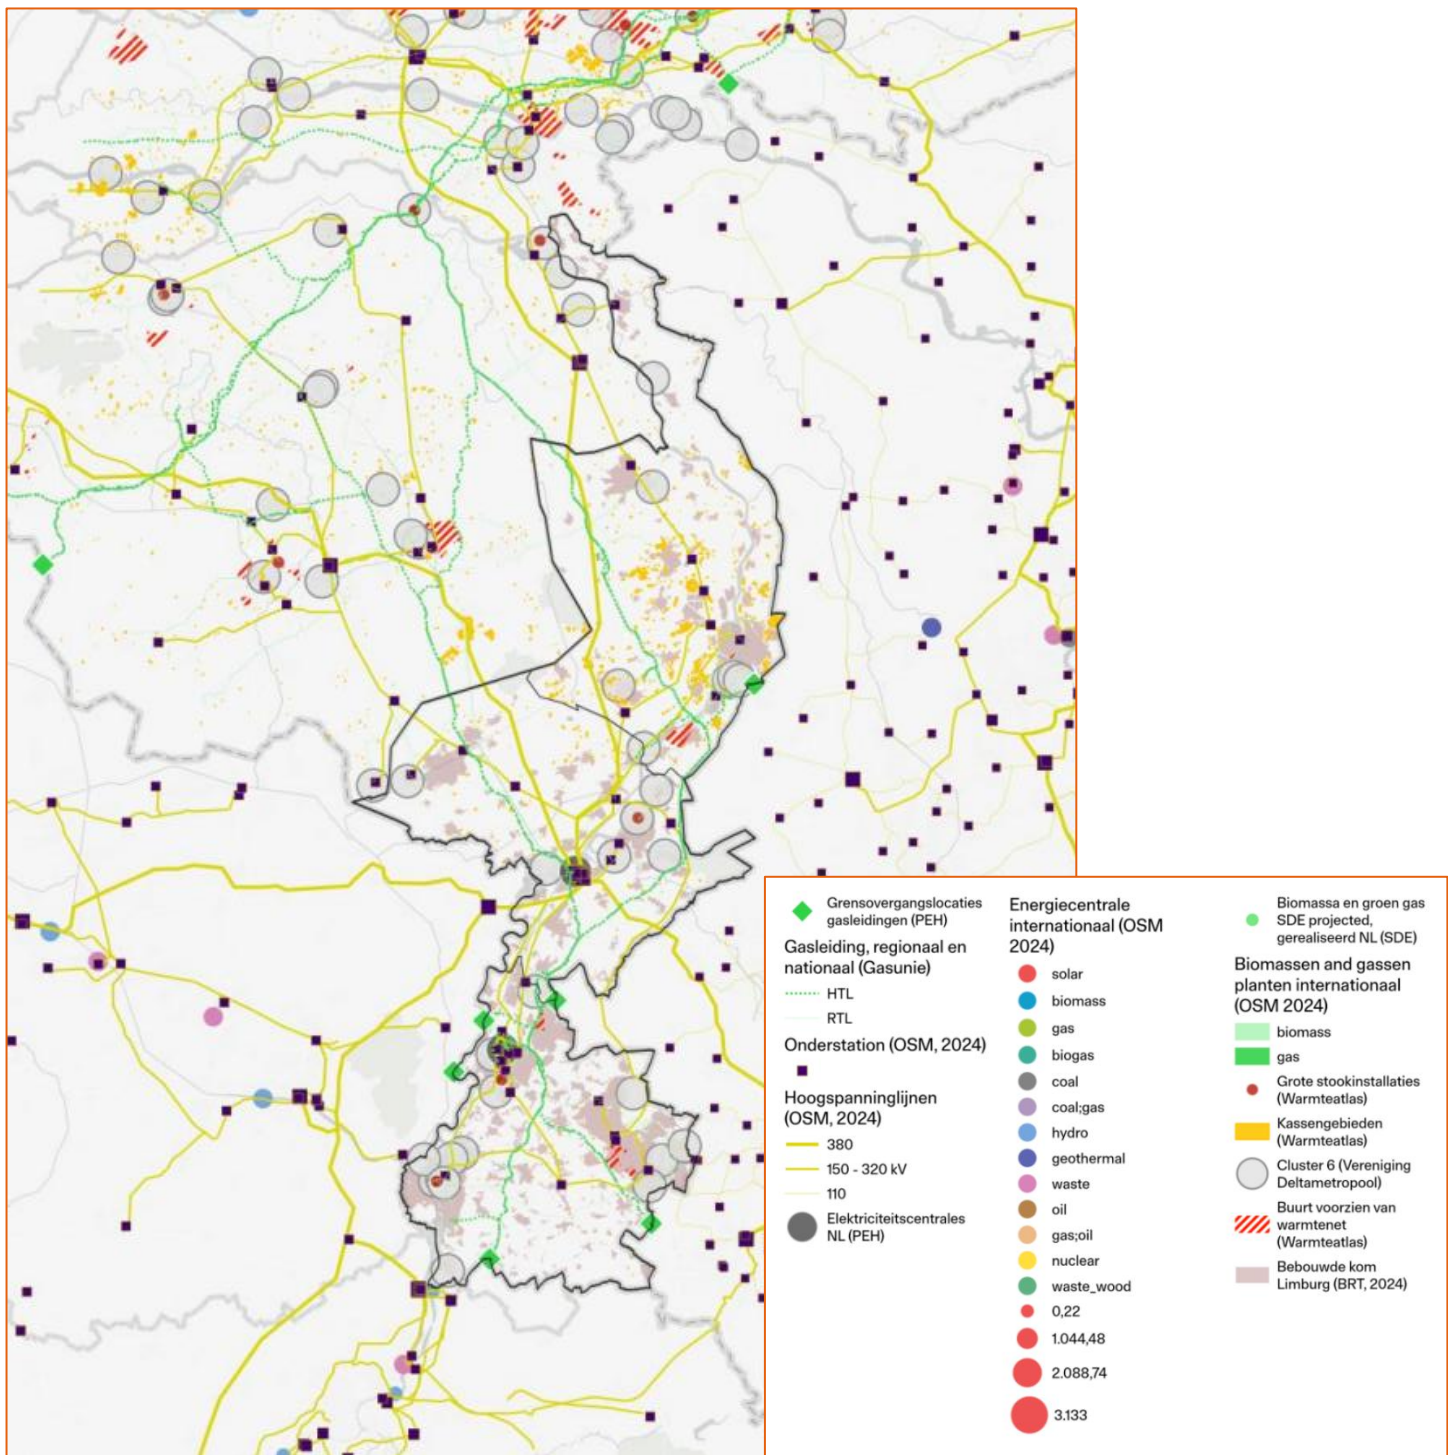 Grensovergangslocaties
gasleidingen (PEH)
Gasleiding, regionaal en
nationaal (Gasunie)
HTL
RTL
Onderstation (OSM, 2024)
Hoogspanninglijnen
(OSM, 2024)
380
150 - 320 kV
110
Elektriciteitscentrales
NL (PEH)
Energiecentrale
internationaal (OSM
2024)
solar
biomass
gas
biogas
coal
coal;gas
hydro
geothermal
waste
oil
gas;oil
nuclear
waste_wood
0,22
1.044,48
2.088,74
3.133
Biomassa en groen gas
SDE projected,
gerealiseerd NL (SDE)
Biomassen and gassen
planten internationaal
(OSM 2024)
biomass
gas
Grote stookinstallaties
(Warmteatlas)
Kassengebieden
(Warmteatlas)
Cluster 6 (Vereniging
Deltametropool)
Buurt voorzien van
warmtenet
(Warmteatlas)
Bebouwde kom
Limburg (BRT, 2024)